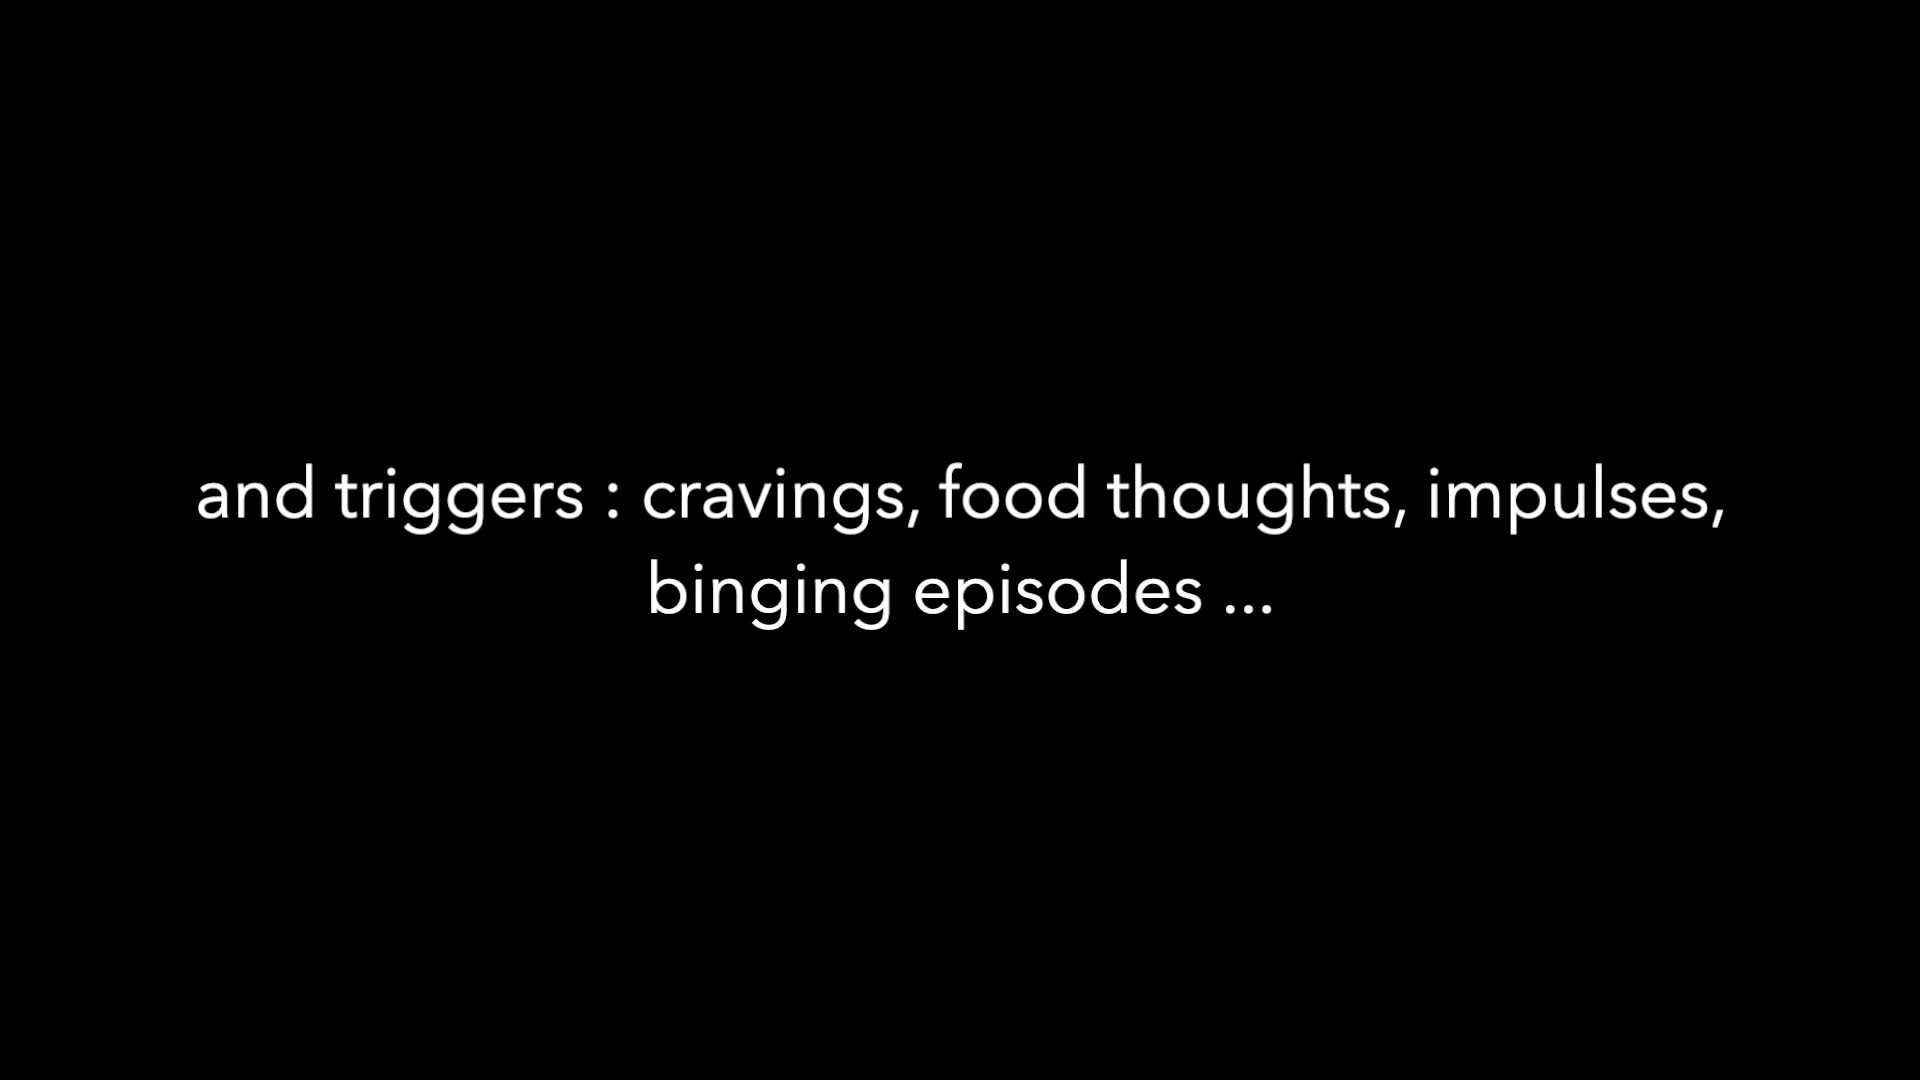 and triggers : cravings, food thoughts, impulses,
binging episodes ...